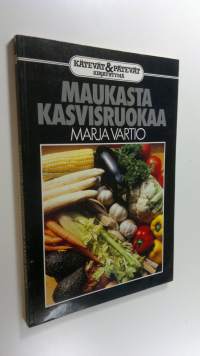 KÄTEVÄT & PÄTEVÄT
MAUKASTA
KASVISRUOKAA
MARJA VARTIO